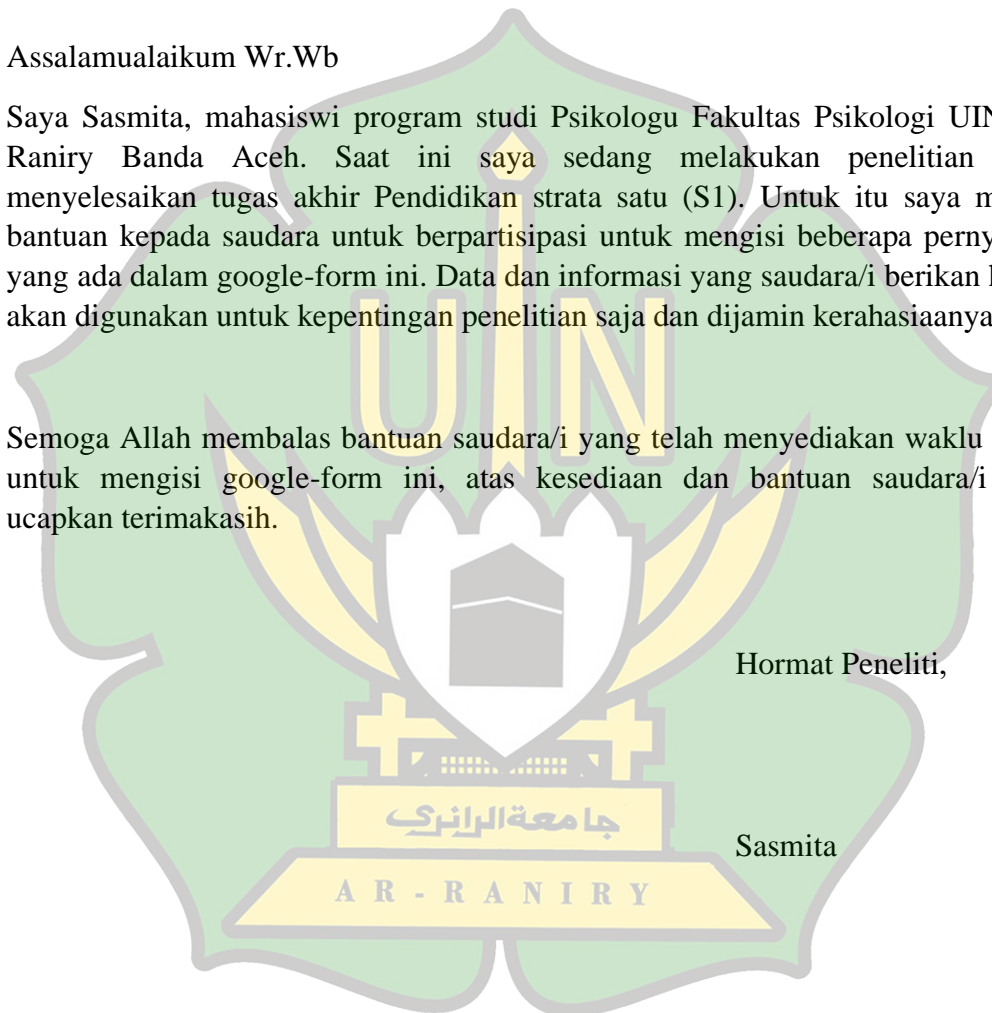 Assalamualaikum Wr.Wb
Saya Sasmita, mahasiswi program studi Psikologu Fakultas Psikologi UIN
Raniry Banda Aceh. Saat ini saya sedang melakukan penelitian
menyelesaikan tugas akhir Pendidikan strata satu (S1). Untuk itu saya
bantuan kepada saudara untuk berpartisipasi untuk mengisi beberapa
yang ada dalam google-form ini. Data dan informasi yang saudara/i berikan
akan digunakan untuk kepentingan penelitian saja dan dijamin kerahasiaanya
UIN
Semoga Allah membalas bantuan saudara/i yang telah menyediakan waklu
untuk mengisi google-form ini, atas kesediaan dan bantuan saudara/i
ucapkan terimakasih.
Hormat Peneliti,
جامعة الرانري
Sasmita
AR-RANIRY